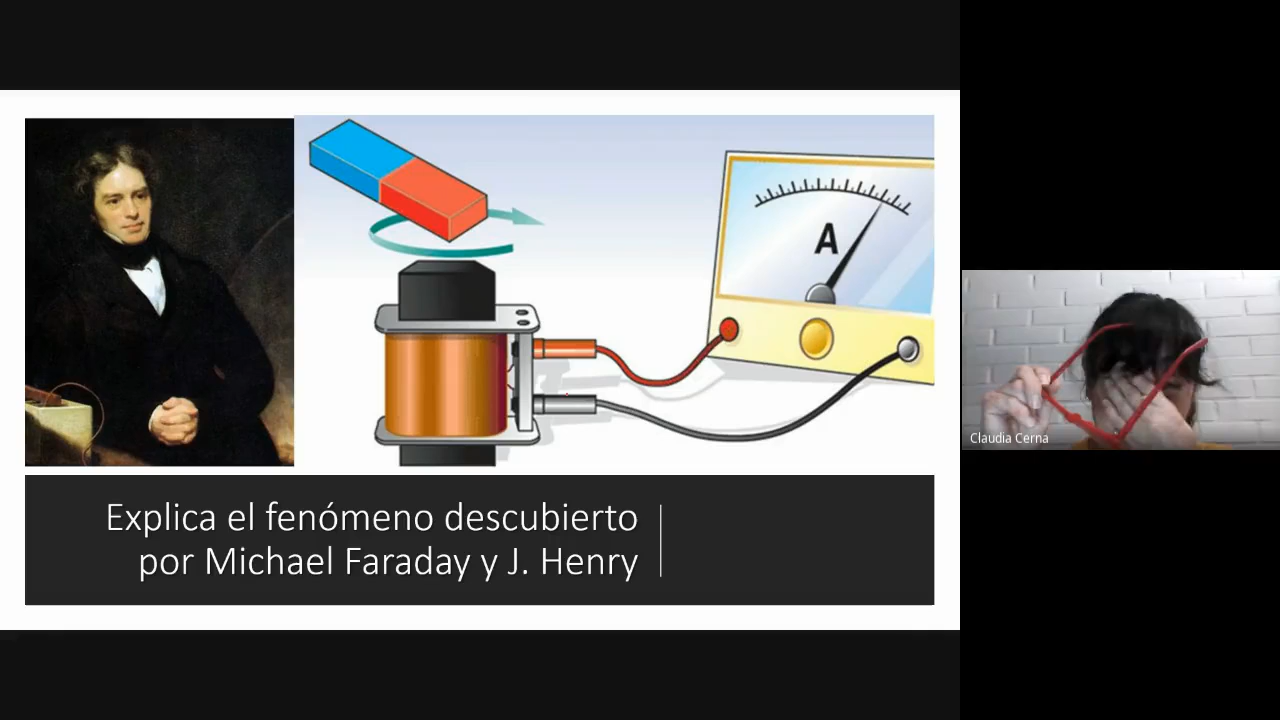 A
Explica el fenómeno descubierto
por Michael Faraday y J. Henry
Claudia Cerna